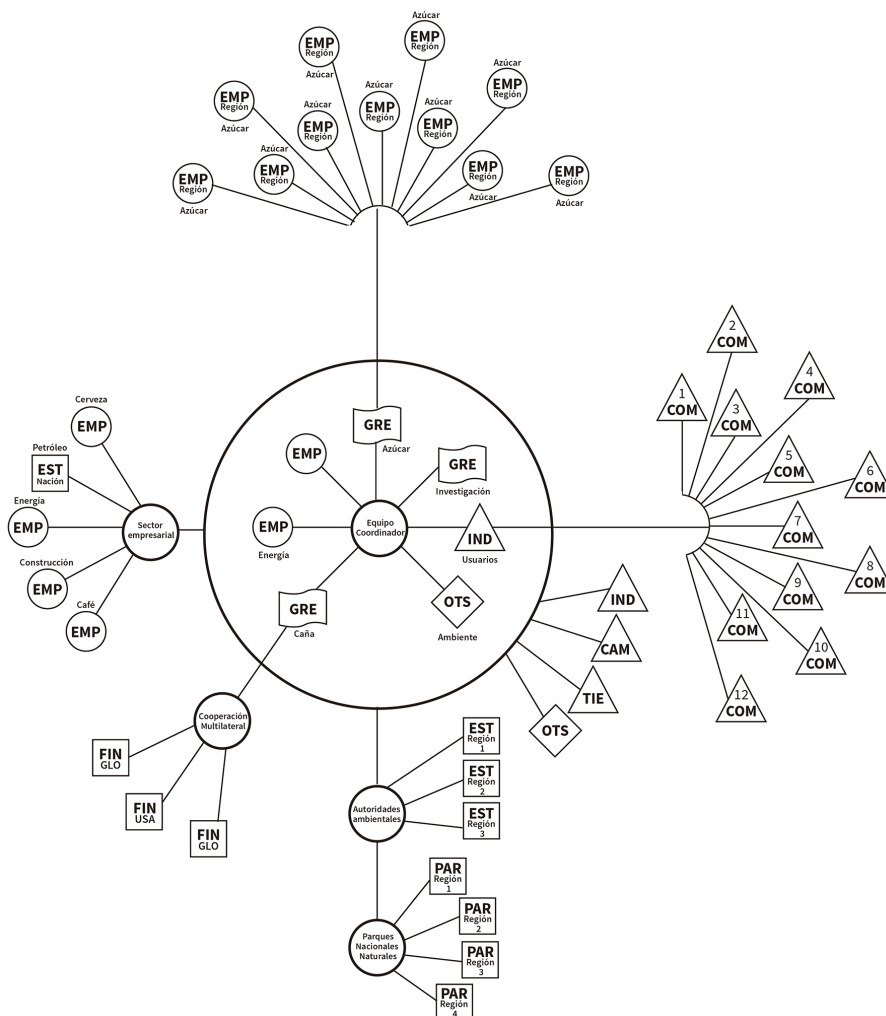 Azúcar
EMP
Región
EMP
Región
Azúcar
Azúcar
EMP
Región
EMP
Región
Azúcar
Azúcar
EMP
Región
Azúcar
EMP
Región
Azúcar
EMP
Región
Azúcar
EMP
Región
EMP
Región
Azúcar
EMP
Región
Azúcar
EMP
Región
Azúcar
Cerveza
EMP
Petróleo
EST
Nación
Energía
EMP
Construcción
EMP
Café
EMP
Sector
empresarial
GRE
Azúcar
EMP
GRE
Investigación
EMP
Energía
Equipo
Coordinador
IND
Usuarios
GRE
Caña
OTS
Ambiente
1
COM
2
COM
3
COM
4
COM
5
COM
6
COM
7
COM
8
COM
9
COM
10
COM
11
COM
12
COM
IND
CAM
TIE
OTS
Cooperación
Multilateral
FIN
GLO
FIN
USA
FIN
GLO
Autoridades
ambientales
EST
Región
1
EST
Región
2
EST
Región
3
Parques
Nacionales
Naturales
PAR
Región
1
PAR
Región
2
PAR
Región
3
PAR
Región
4